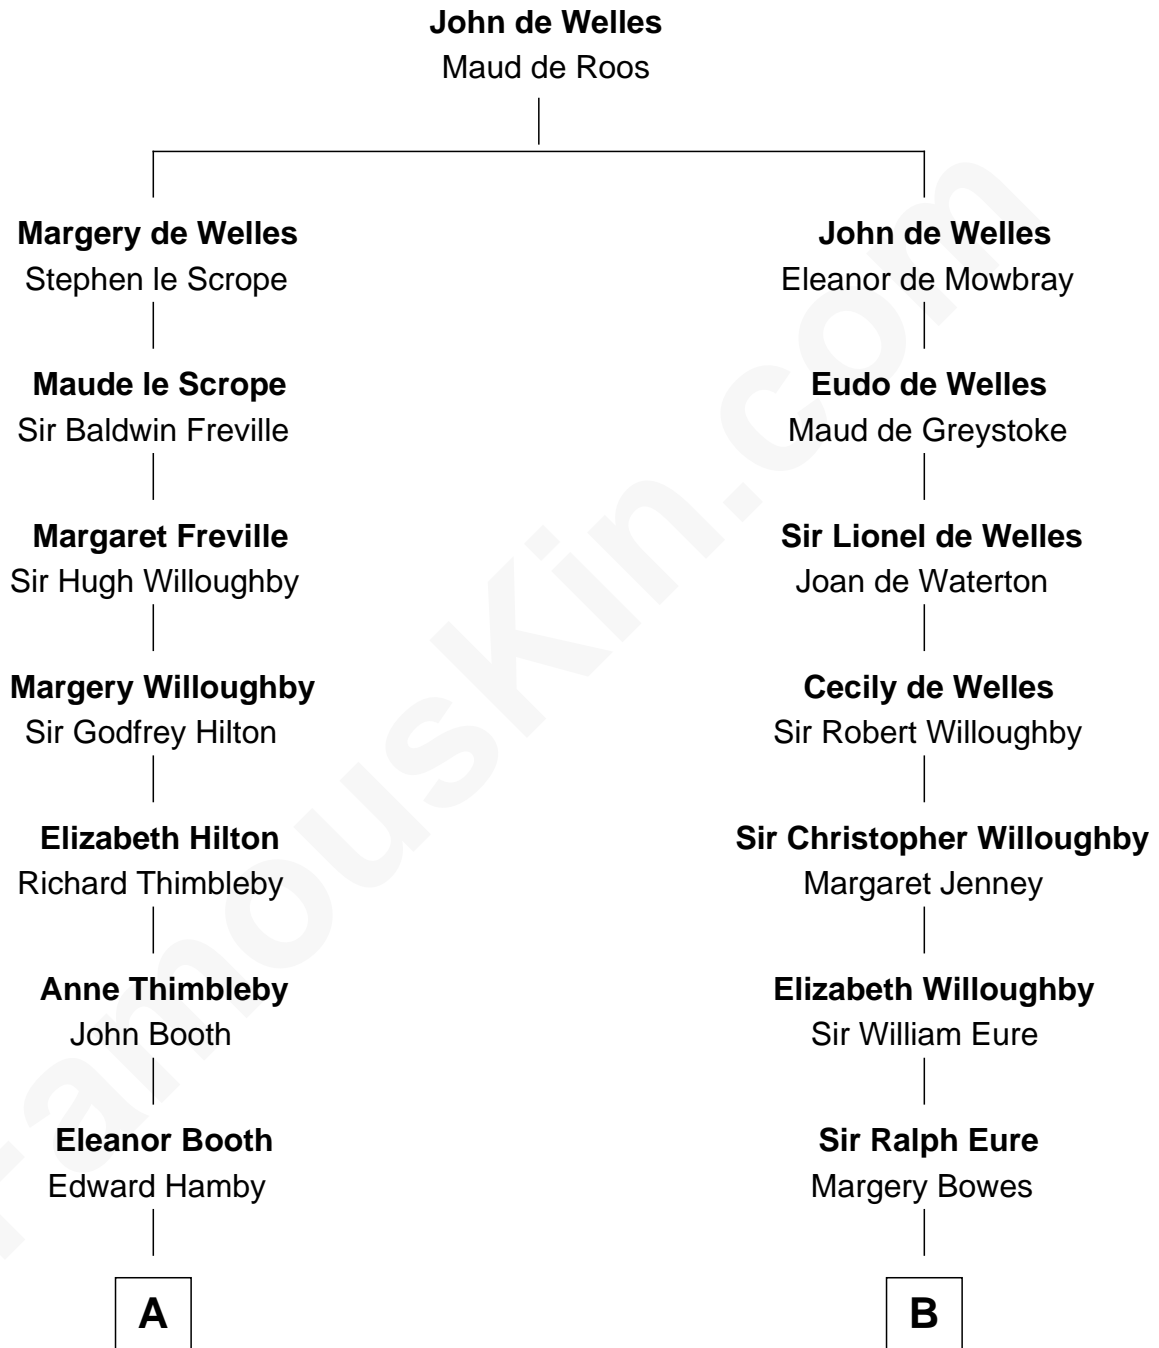 John de Welles
Maud de Roos
Margery de Welles
Stephen le Scrope
John de Welles
Eleanor de Mowbray
Maude le Scrope
Sir Baldwin Freville
Eudo de Welles
Maud de Greystoke
Margaret Freville
Sir Hugh Willoughby
Sir Lionel de Welles
Joan de Waterton
Margery Willoughby
Sir Godfrey Hilton
Cecily de Welles
Sir Robert Willoughby
Elizabeth Hilton
Richard Thimbleby
Sir Christopher Willoughby
Margaret Jenney
Anne Thimbleby
John Booth
Elizabeth Willoughby
Sir William Eure
Eleanor Booth
Edward Hamby
Sir Ralph Eure
Margery Bowes
A
B
FamousKin.com